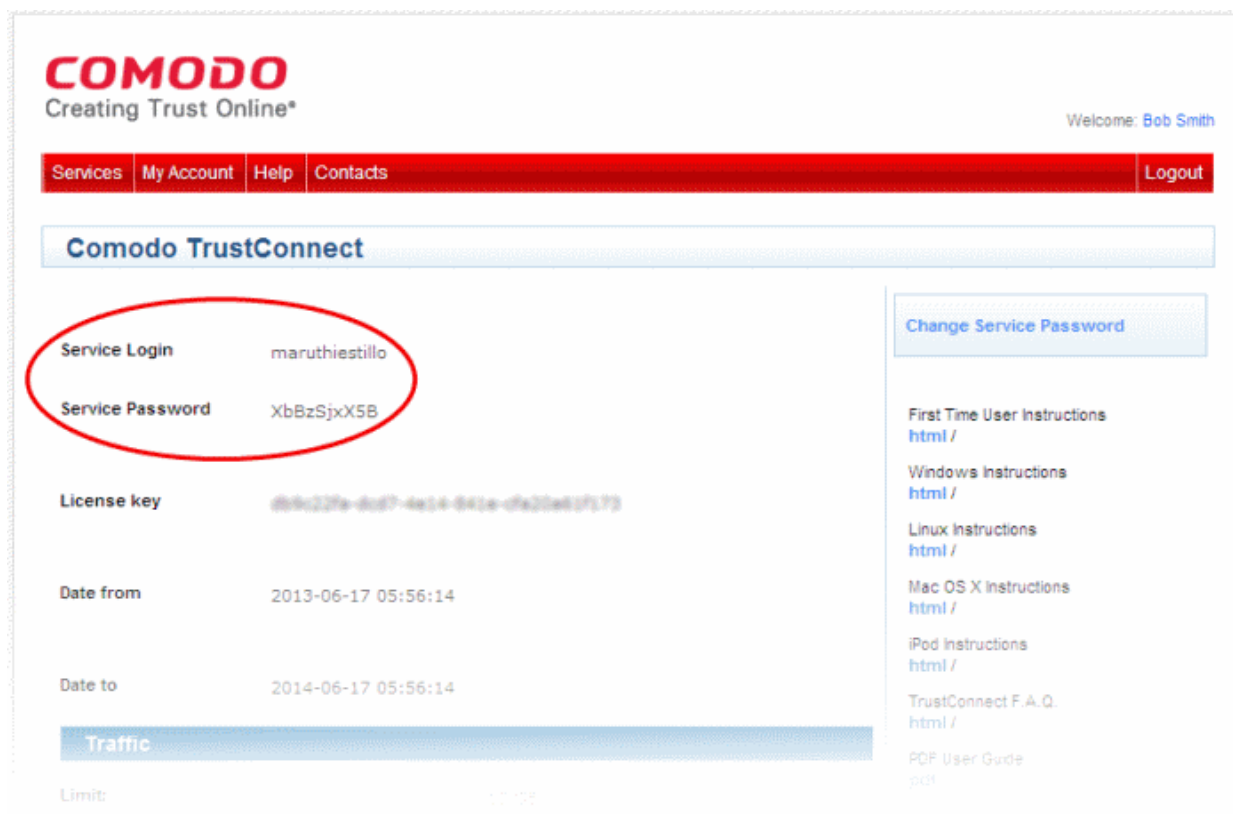 COMODO
Creating Trust Online®
Welcome: Bob Smith
Services My Account Help Contacts Logout
Comodo TrustConnect
Change Service Password
Service Login maruthiestillo
Service Password XbBzSjxX5B
First Time User Instructions
html /
Windows Instructions
html /
License key
Linux Instructions
html /
Date from 2013-06-17 05:56:14
Mac OS X Instructions
html /
iPod Instructions
html /
Date to 2014-06-17 05:56:14
TrustConnect F.A.Q.
html /
Traffic
PDF User Guide
pdf
Limit: